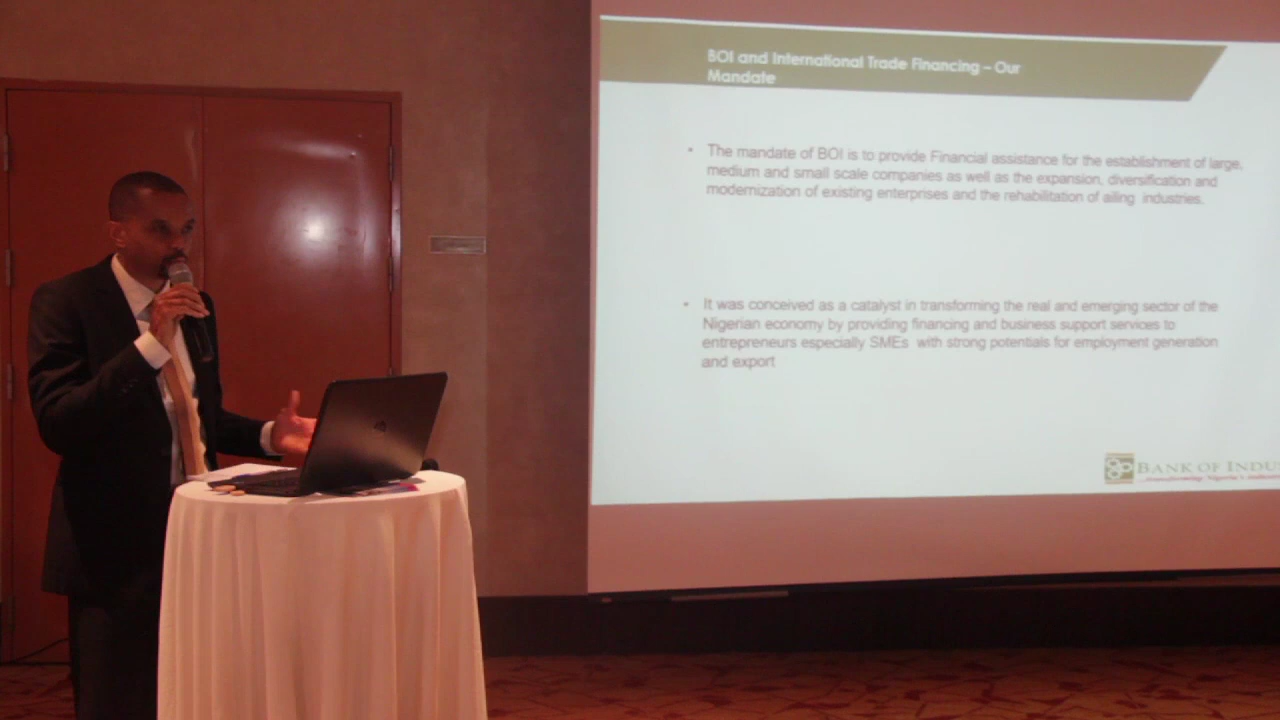 BOI and International Trade Financing – Our
Mandate
• The mandate of BOI is to provide Financial assistance for the establishment of large,
medium and small scale companies as well as the expansion, diversification and
modernization of existing enterprises and the rehabilitation of ailing industries.
• It was conceived as a catalyst in transforming the real and emerging sector of the
Nigerian economy by providing financing and business support services to
entrepreneurs especially SMEs with strong potentials for employment generation
and export
BANK OF INDU
...transforming Nigeria's